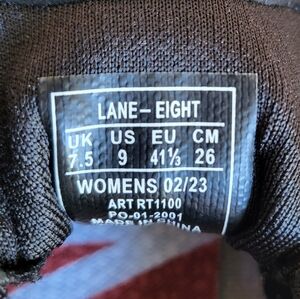 LANE–EIGHT
UK US EU CM
7.5 9 41⅓ 26
WOMENS 02/23
ART RT1100
PO-01-2001
MADE IN CHINA